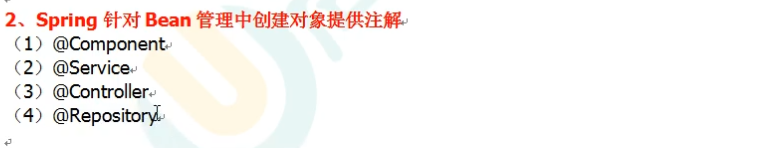 2、Spring 针对 Bean 管理中创建对象提供注解
（1）@Component
（2）@Service
（3）@Controller
（4）@Repository